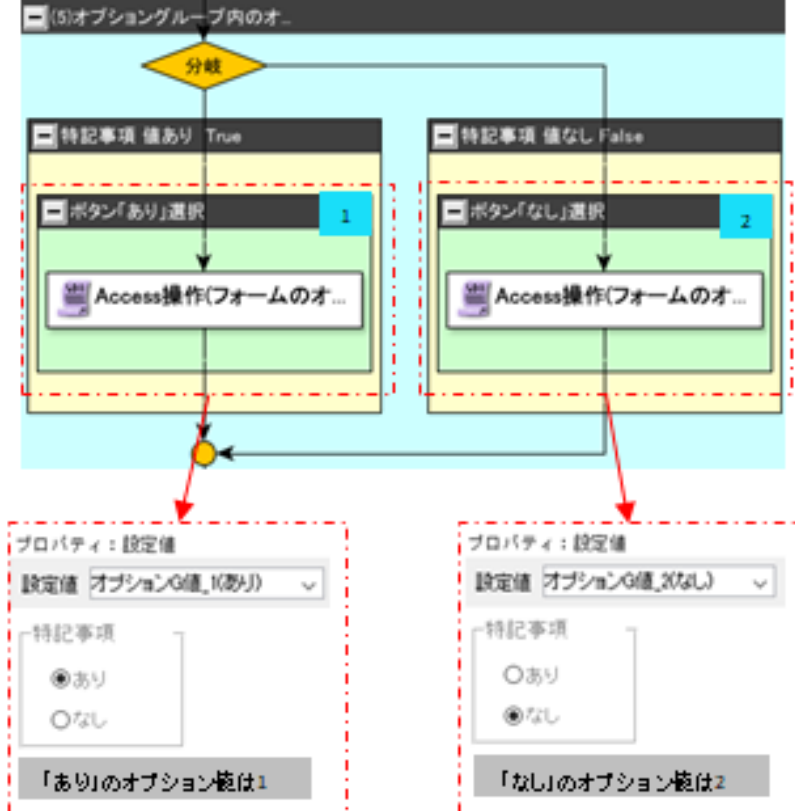 (5)オプショングループ内のオ...
分岐
特記事項 値あり True
特記事項 値なし False
ボタン「あり」選択
1
ボタン「なし」選択
2
Access操作(フォームのオ...
Access操作(フォームのオ...
プロパティ：設定値
設定値 オプションG値_1(あり)
特記事項
あり
なし
「あり」のオプション値は1
プロパティ：設定値
設定値 オプションG値_2(なし)
特記事項
あり
なし
「なし」のオプション値は2